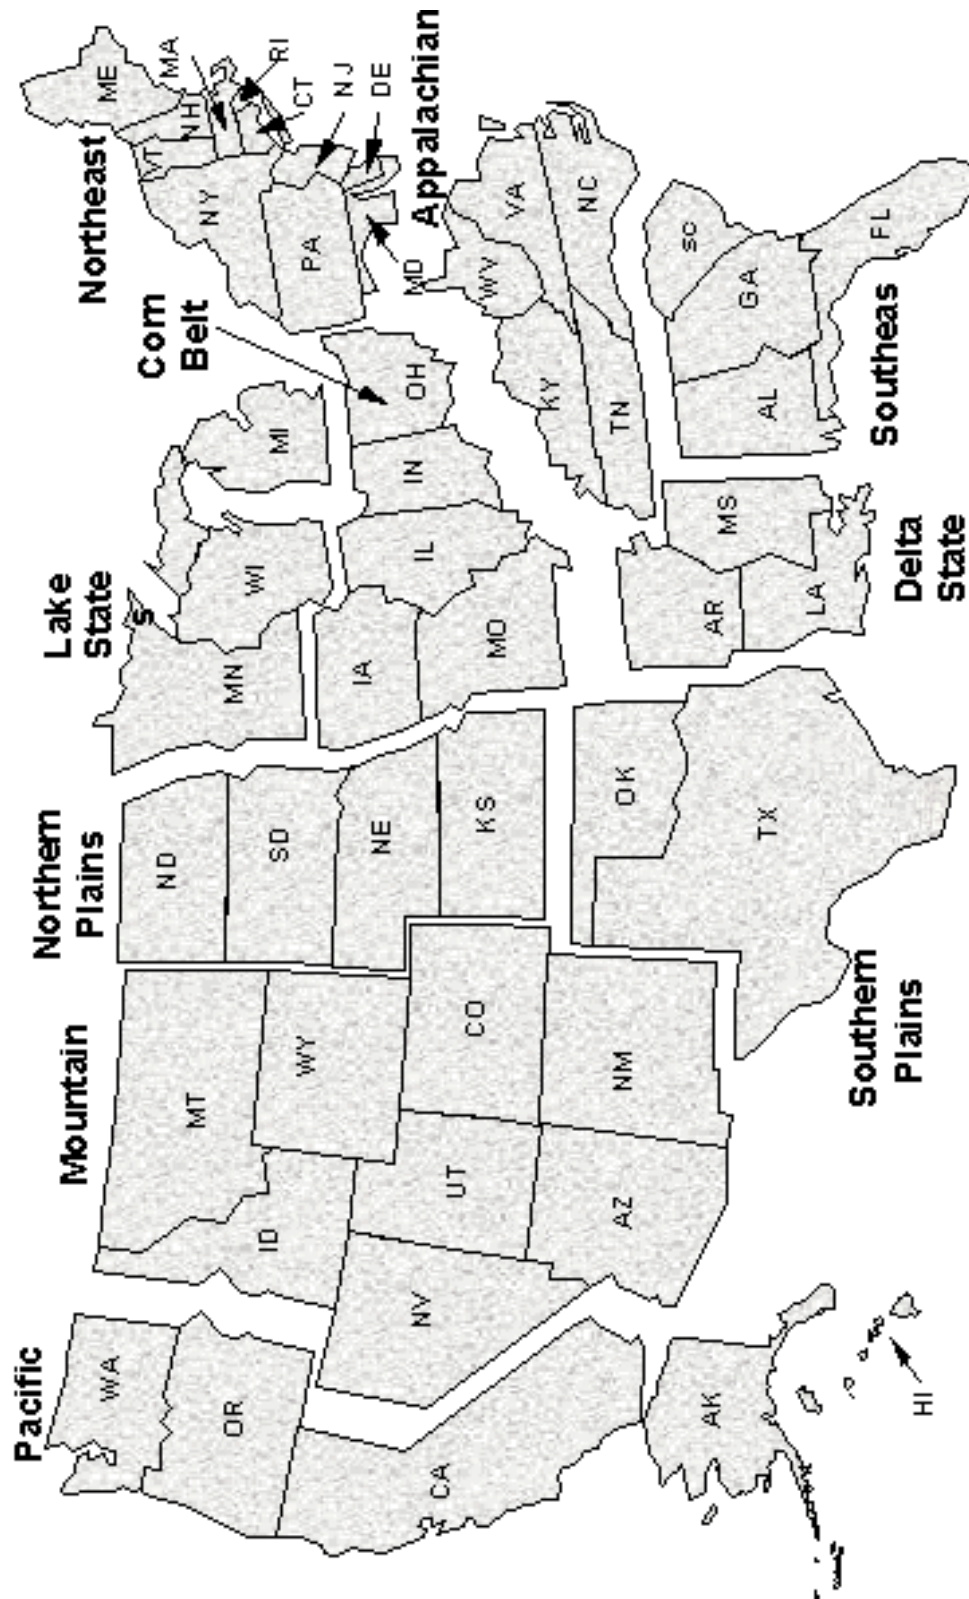 Pacific
Mountain
Northern
Plains
Lake
State
s
Corn
Belt
Northeast
Appalachian
Southeas
Delta
State
Southern
Plains
WA
OR
CA
AK
HI
NV
ID
MT
WY
UT
AZ
CO
NM
ND
SD
NE
KS
OK
TX
MN
WI
MI
IA
MO
IL
IN
OH
AR
LA
MS
KY
TN
WV
VA
NC
SC
GA
AL
FL
NY
PA
VT
NH
ME
MA
RI
CT
NJ
DE
MD